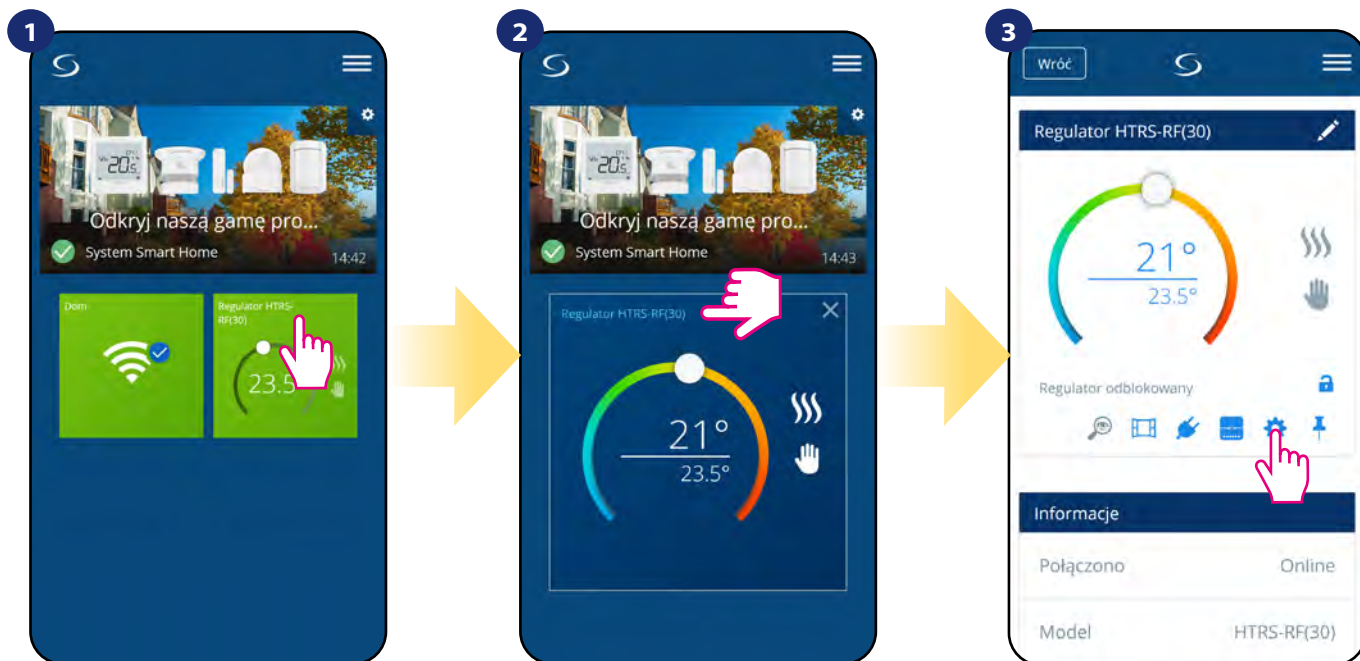 1
Odkryj naszą gamę pro...
System Smart Home
14:42
Dom
Regulator HTRS-
RF(30)
23.5
2
Odkryj naszą gamę pro...
System Smart Home
14:43
Regulator HTRS-RF(30)
21°
23.5°
3
Wróć
Regulator HTRS-RF(30)
21°
23.5°
Regulator odblokowany
Informacje
Połączono Online
Model HTRS-RF(30)